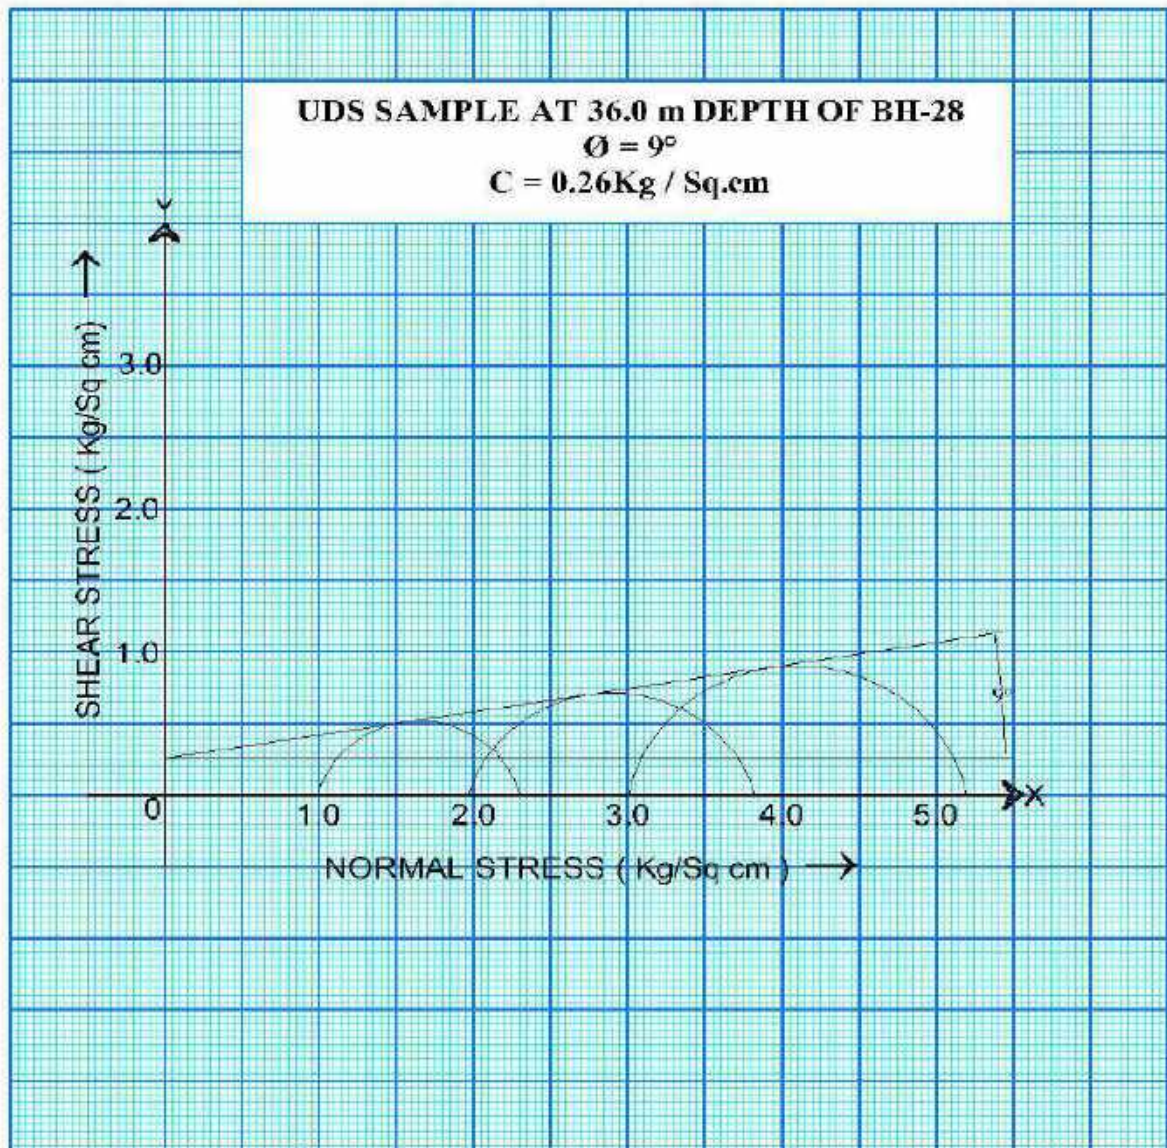 UDS SAMPLE AT 36.0 m DEPTH OF BH-28
Ø = 9°
C = 0.26Kg / Sq.cm
SHEAR STRESS ( Kg/Sq cm)
3.0
2.0
1.0
9°
0
1.0
2.0
3.0
4.0
5.0
X
NORMAL STRESS ( Kg/Sq cm )